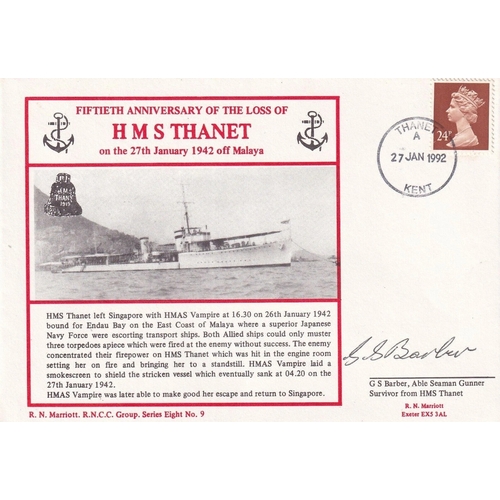 FIFTIETH ANNIVERSARY OF THE LOSS OF
H M S THANET
on the 27th January 1942 off Malaya
24P
THANET
A
27 JAN 1992
KENT
H.M.
THANET
1919
HMS Thanet left Singapore with HMAS Vampire at 16.30 on 26th January 1942
bound for Endau Bay on the East Coast of Malaya where a superior Japanese
Navy Force were escorting transport ships. Both Allied ships could only muster
three torpedoes apiece which were fired at the enemy without success. The enemy
concentrated their firepower on HMS Thanet which was hit in the engine room
setting her on fire and bringing her to a standstill. HMAS Vampire laid a
smokescreen to shield the stricken vessel which eventually sank at 04.20 on the
27th January 1942.
HMAS Vampire was later able to make good her escape and return to Singapore.
G S Barber
G S Barber, Able Seaman Gunner
Survivor from HMS Thanet
R. N. Marriott
Exeter EX5 3AL
R. N. Marriott. R.N.C.C. Group. Series Eight No. 9